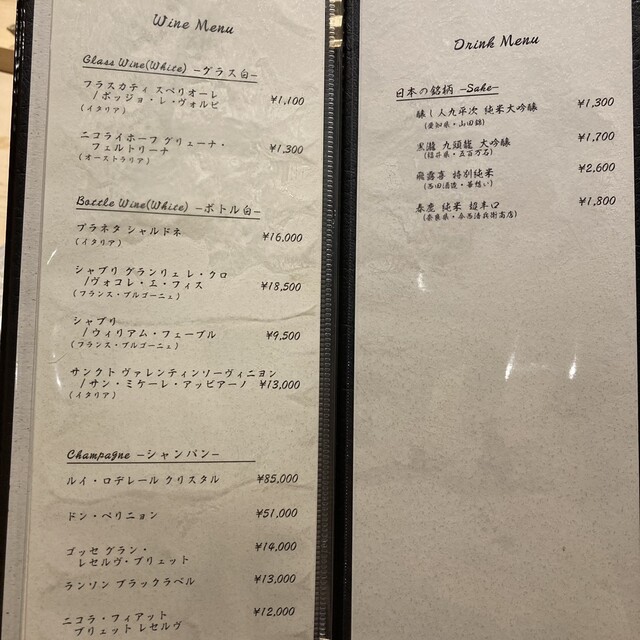 Wine Menu
Glass Wine(White) –グラス白–
フラスカティ スペリオーレ
/ポッジョ・レ・ヴォルピ ¥1,100
(イタリア)
ニコライホーフ グリューナ・
フェルトリーナ ¥1,300
(オーストラリア)
Bottle Wine(White) –ボトル白–
プラネタ シャルドネ ¥16,000
(イタリア)
シャブリ グランリェ レ・クロ
/ヴォコレ・エ・フィス ¥18,500
(フランス・ブルゴーニュ)
シャブリ
/ウィリアム・フェーブル ¥9,500
(フランス・ブルゴーニュ)
サンクト ヴァレンティンソーヴィニヨン
/サン・ミケーレ・アッピアーノ ¥13,000
(イタリア)
Champagne –シャンパン–
ルイ・ロデレール クリスタル ¥85,000
ドン・ペリニョン ¥51,000
ゴッセ グラン・
レセルヴ・ブリュット ¥14,000
ランソン ブラックラベル ¥13,000
ニコラ・フィアット
ブリェット レセルヴ ¥12,000
Drink Menu
日本の銘柄 –Sake–
醸し人九平次 純米大吟醸 ¥1,300
(愛知県・山田錦)
黒龍 九頭龍 大吟醸 ¥1,700
(福井県・五百万石)
飛露喜 特別純米 ¥2,600
春鹿 純米 超辛口 ¥1,800
(奈良県・今西清兵衛商店)